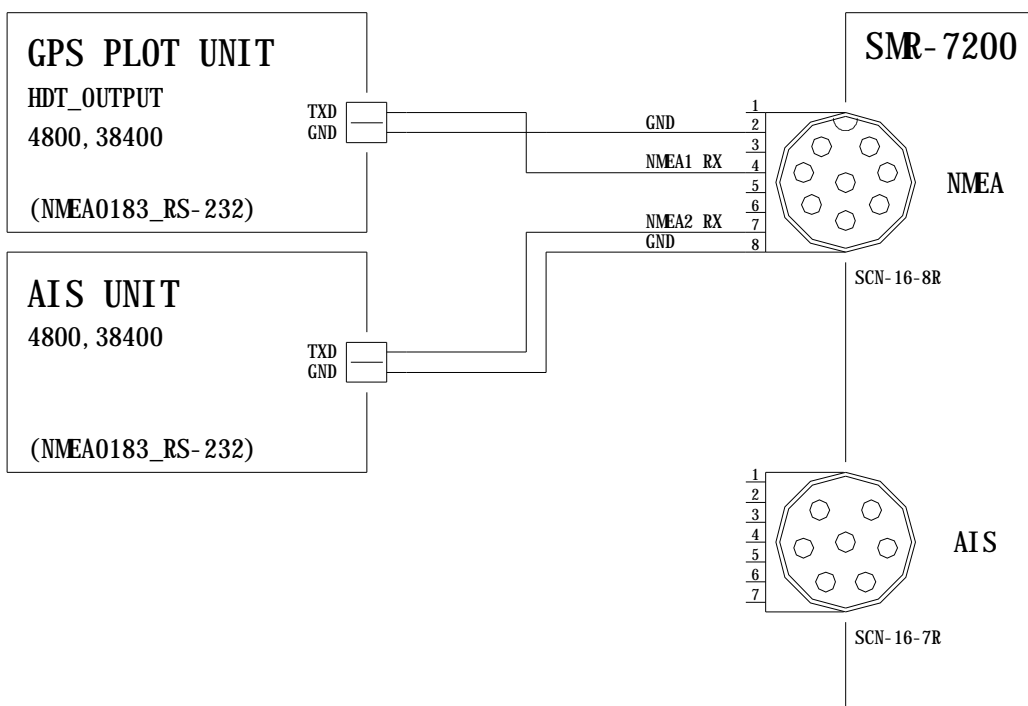 GPS PLOT UNIT
HDT_OUTPUT
4800, 38400
(NMEA0183_RS-232)
TXD
GND
AIS UNIT
4800, 38400
(NMEA0183_RS-232)
TXD
GND
GND
NMEA1 RX
NMEA2 RX
GND
1
2
3
4
5
6
7
8
SMR-7200
NMEA
SCN-16-8R
1
2
3
4
5
6
7
AIS
SCN-16-7R